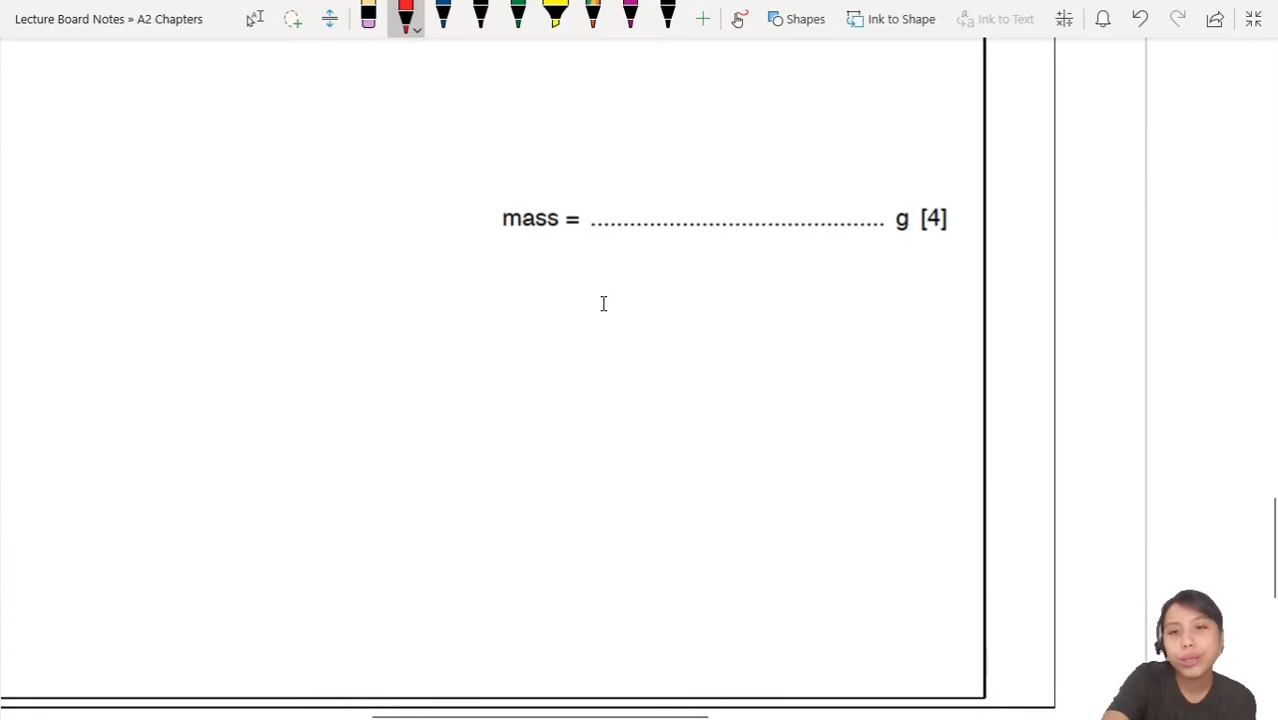 Lecture Board Notes » A2 Chapters
Shapes
Ink to Shape
Ink to Text
mass = .......................................... g [4]